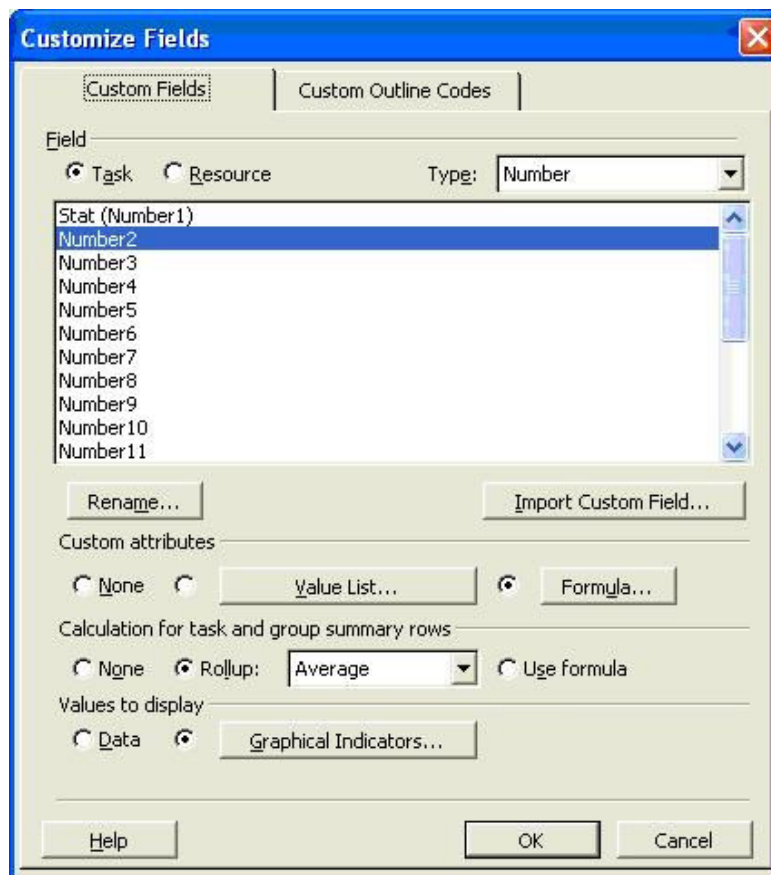 Customize Fields
Custom Fields Custom Outline Codes
Field
Task Resource Type: Number
Stat (Number1)
Number2
Number3
Number4
Number5
Number6
Number7
Number8
Number9
Number10
Number11
Rename... Import Custom Field...
Custom attributes
None Value List... Formula...
Calculation for task and group summary rows
None Rollup: Average Use formula
Values to display
Data Graphical Indicators...
Help OK Cancel